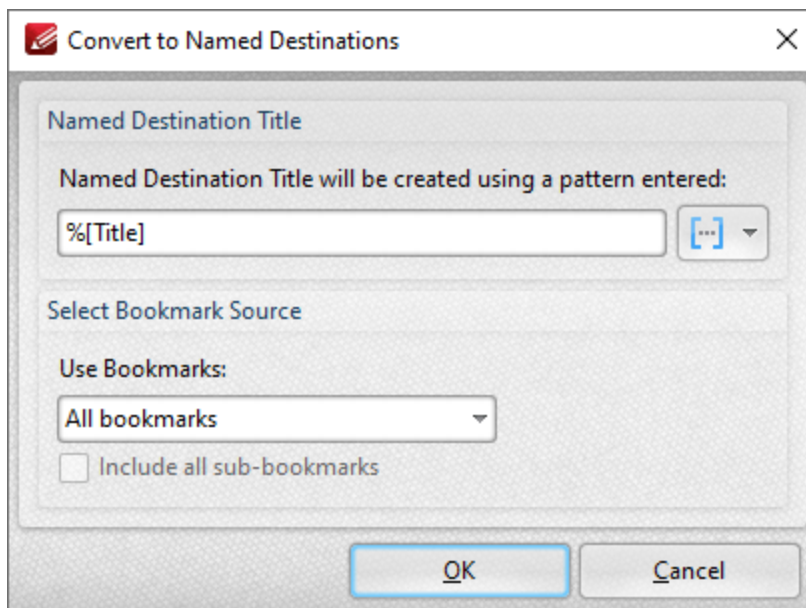 Convert to Named Destinations
Named Destination Title
Named Destination Title will be created using a pattern entered:
%[Title]
Select Bookmark Source
Use Bookmarks:
All bookmarks
Include all sub-bookmarks
OK
Cancel